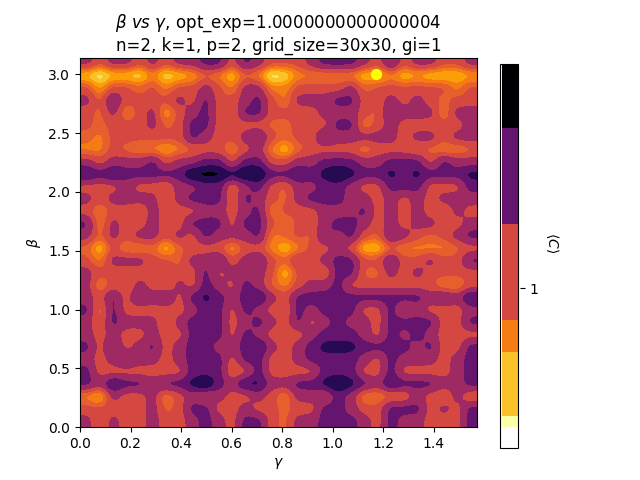 β vs γ, opt_exp=1.0000000000000004
n=2, k=1, p=2, grid_size=30x30, gi=1
3.0
2.5
2.0
1.5
1.0
0.5
0.0
β
0.0 0.2 0.4 0.6 0.8 1.0 1.2 1.4
γ
1
⟨C⟩